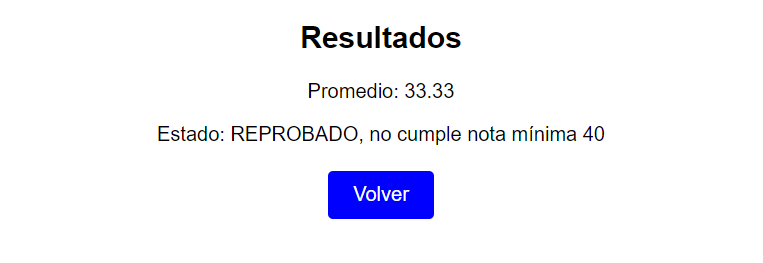 Resultados
Promedio: 33.33
Estado: REPROBADO, no cumple nota mínima 40
Volver